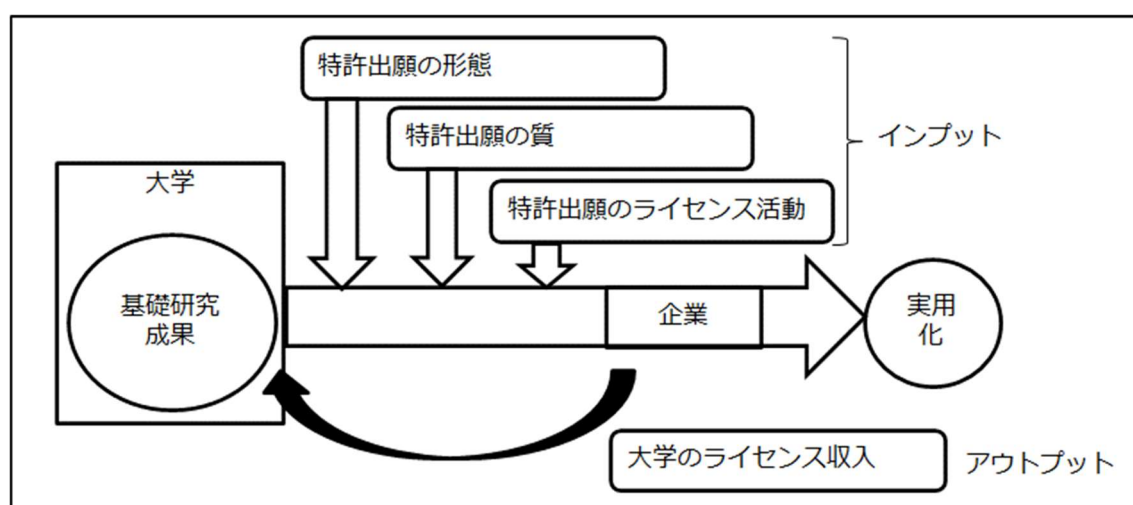 特許出願の形態
特許出願の質
インプット
大学
特許出願のライセンス活動
基礎研究
成果
企業
実用
化
大学のライセンス収入
アウトプット